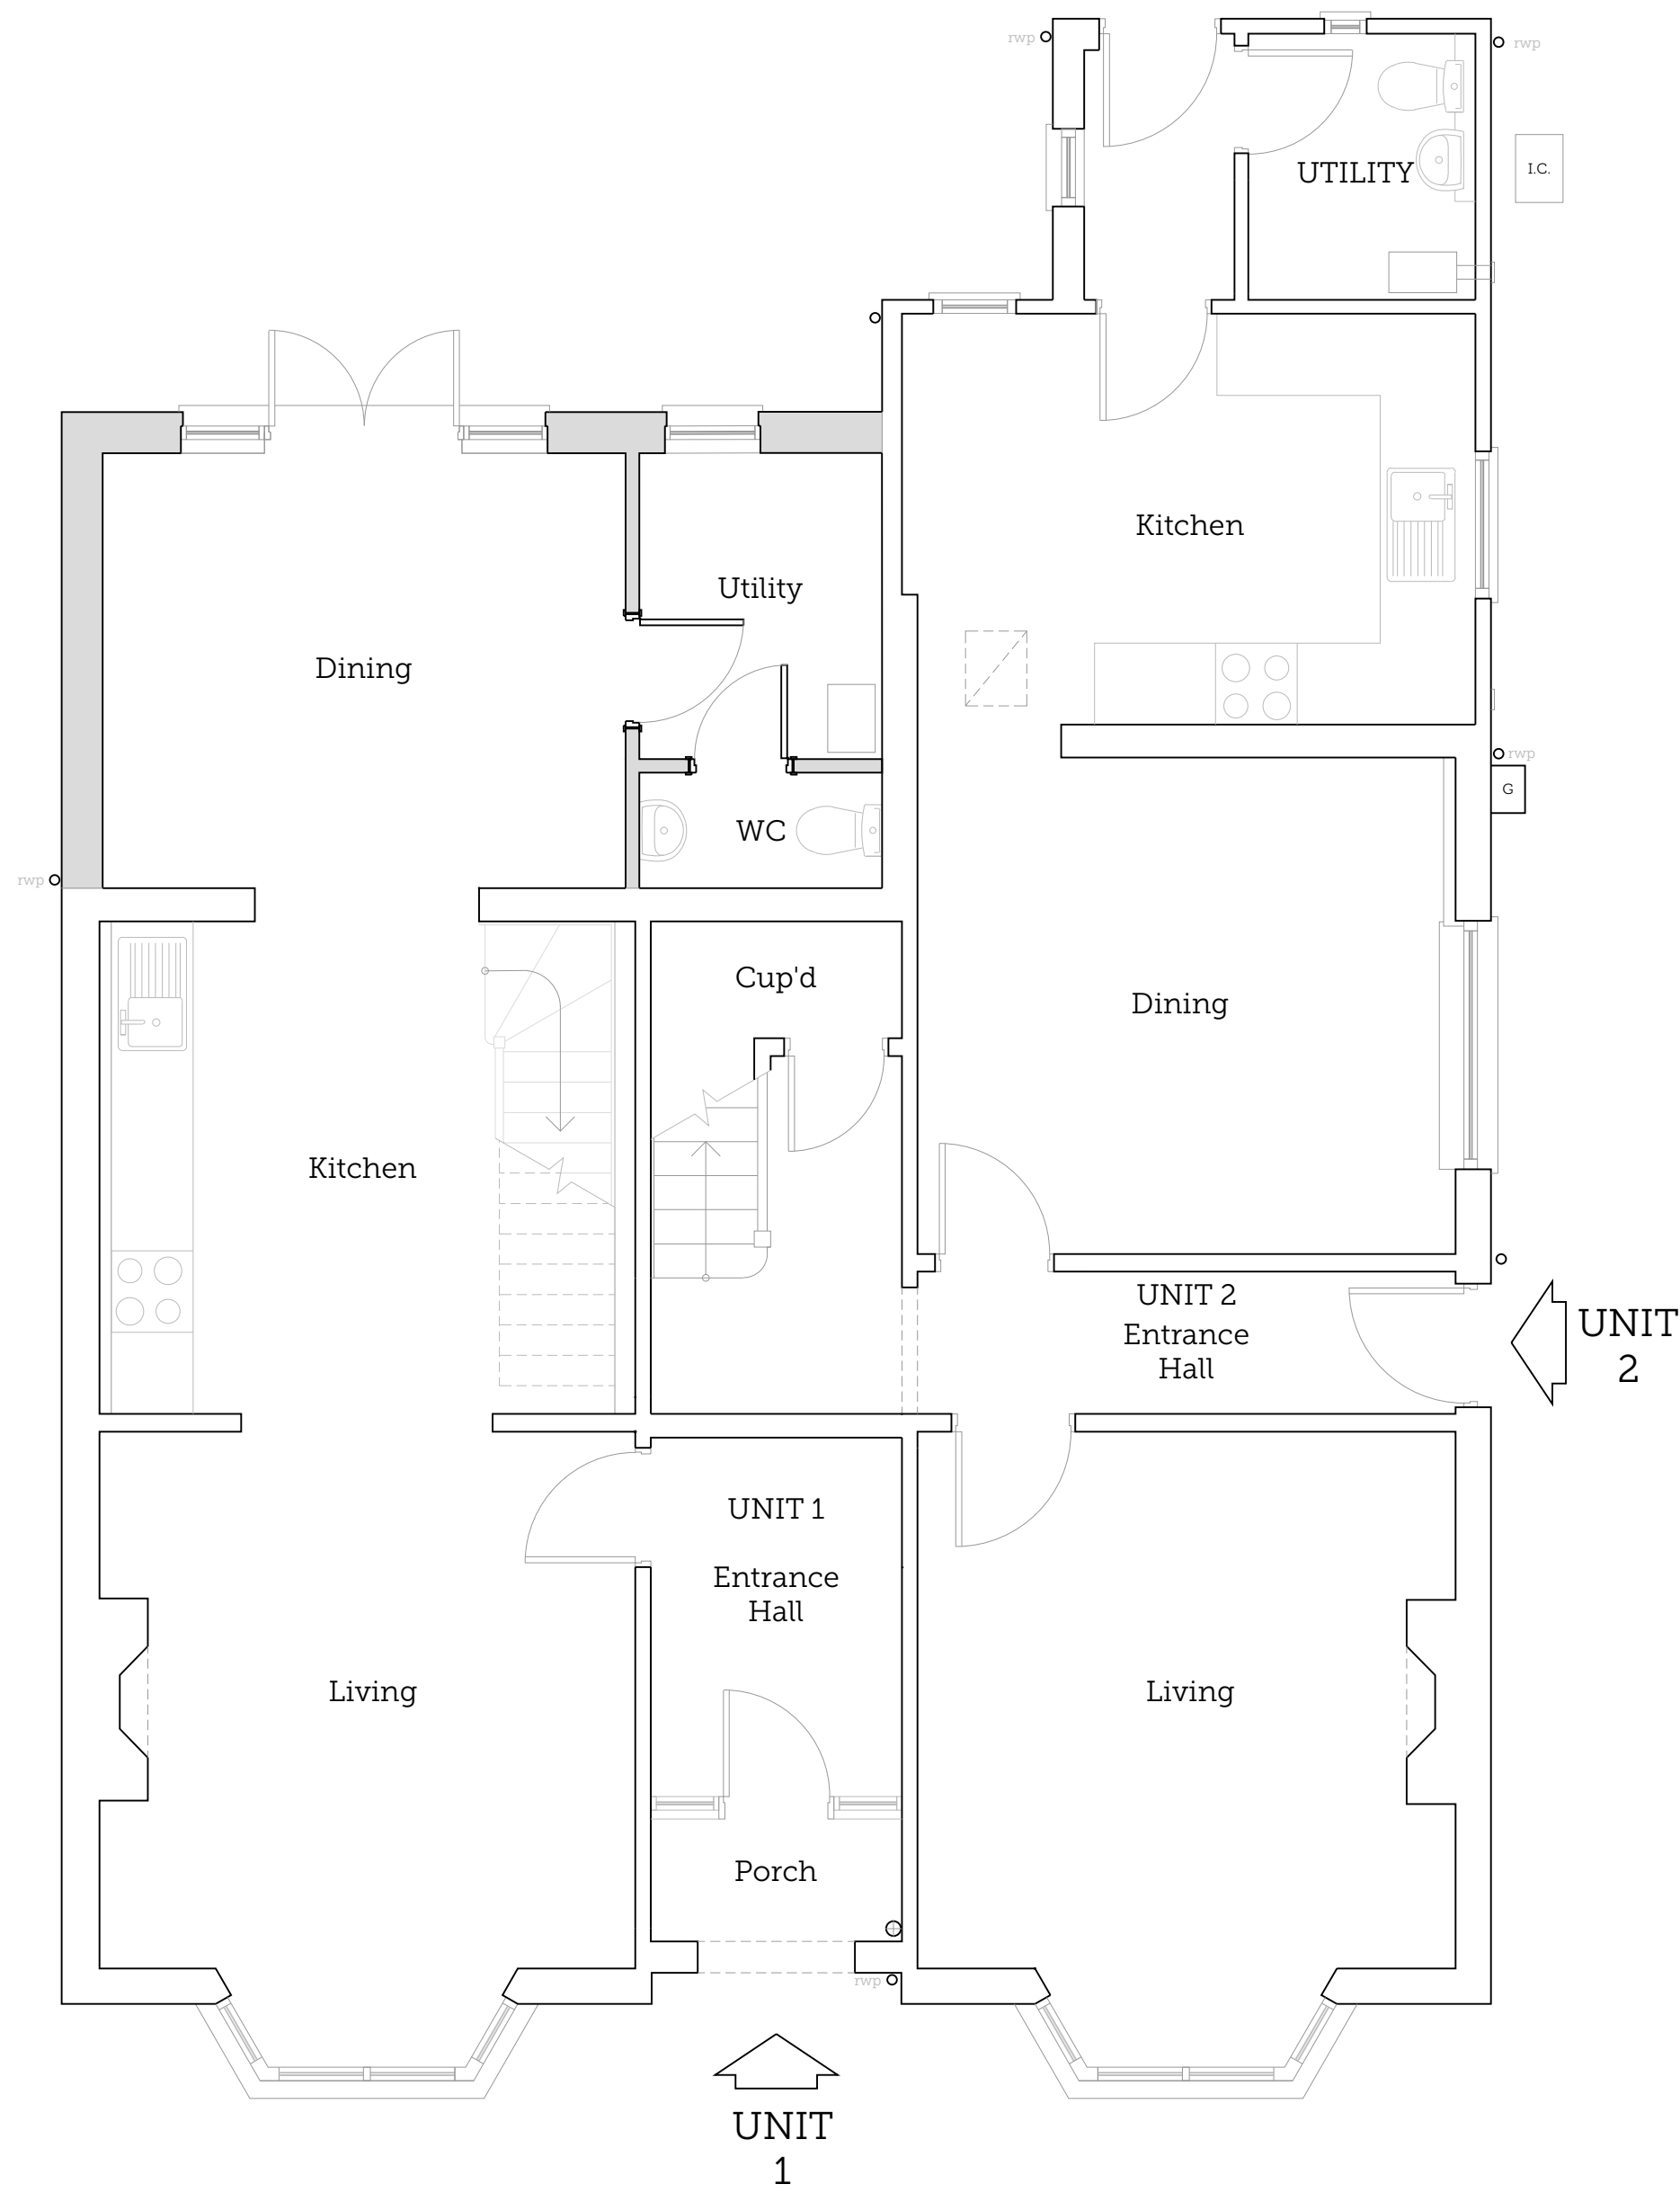 rwp
rwp
UTILITY
I.C.
Kitchen
Utility
Dining
rwp
G
WC
rwp
Cup'd
Dining
Kitchen
UNIT 2
Entrance
Hall
UNIT
2
UNIT 1
Entrance
Hall
Living
Living
Porch
rwp
UNIT
1